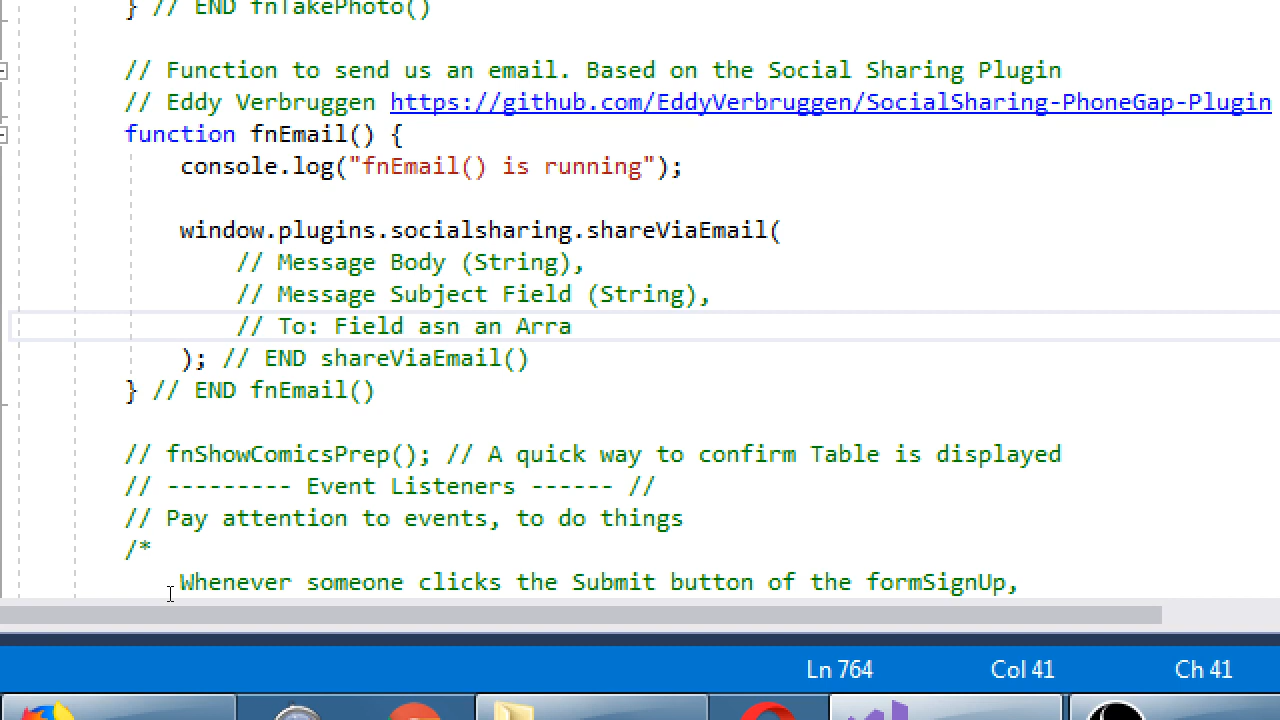 } // END fnTakePhoto()
// Function to send us an email. Based on the Social Sharing Plugin
// Eddy Verbruggen https://github.com/EddyVerbruggen/SocialSharing-PhoneGap-Plugin
function fnEmail() {
console.log("fnEmail() is running");
window.plugins.socialsharing.shareViaEmail(
// Message Body (String),
// Message Subject Field (String),
// To: Field asn an Arra
); // END shareViaEmail()
} // END fnEmail()
// fnShowComicsPrep(); // A quick way to confirm Table is displayed
// --------- Event Listeners ------ //
// Pay attention to events, to do things
/*
Whenever someone clicks the Submit button of the formSignUp,
Ln 764 Col 41 Ch 41